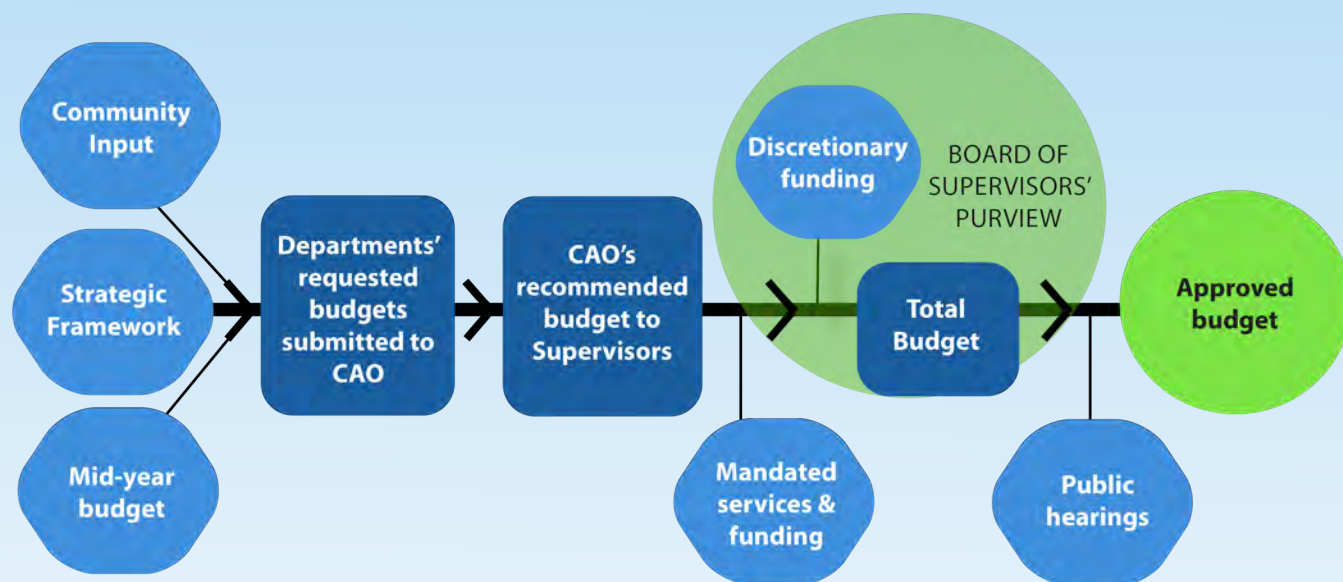 Community
Input
Strategic
Framework
Mid-year
budget
Departments’
requested
budgets
submitted to
CAO
CAO’s
recommended
budget to
Supervisors
Discretionary
funding
BOARD OF
SUPERVISORS’
PURVIEW
Total
Budget
Mandated
services &
funding
Public
hearings
Approved
budget